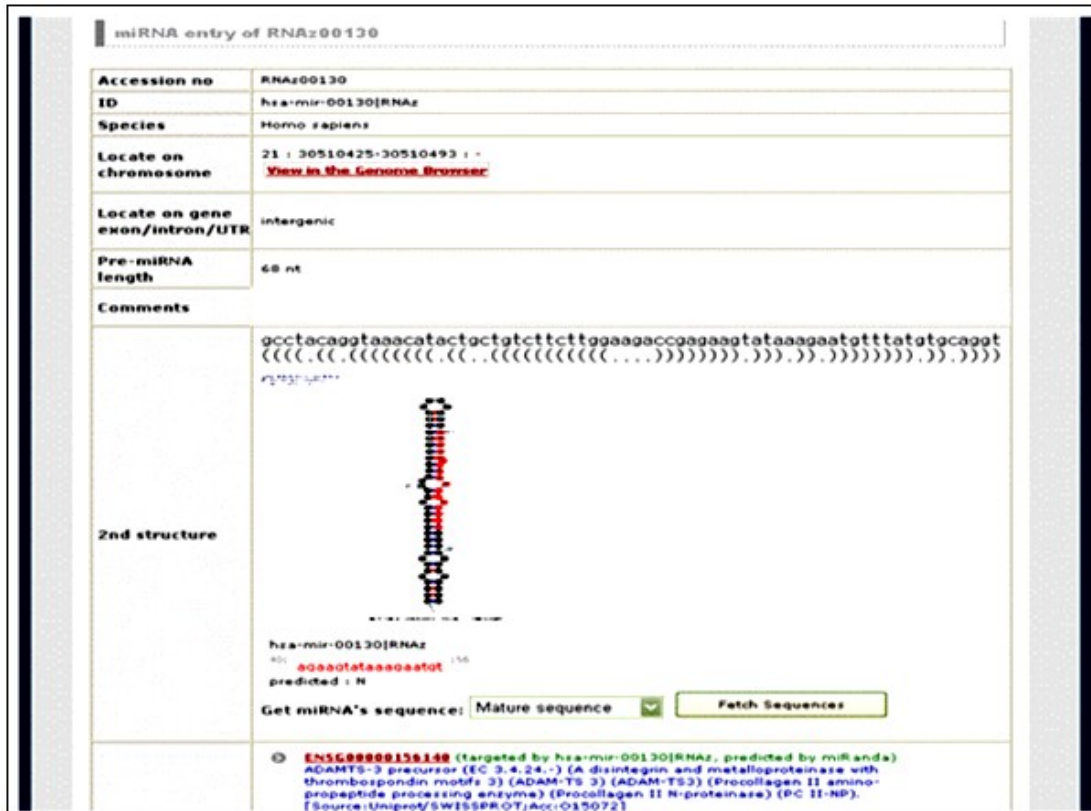 miRNA entry of RNAz00130
Accession no RNAz00130
ID hsa-mir-00130|RNAz
Species Homo sapiens
Locate on chromosome 21 : 30510425-30510493 : -
View in the Genome Browser
Locate on gene exon/intron/UTR intergenic
Pre-miRNA length 68 nt
Comments
gcctacaggtaaacatactgctgtcttcttggaagaccgagaagtataaagaatgtttatgtgcaggt
((((.((.((((((((.((..((((((((((....)))))))).))).)).)))))))).)).))))
2nd structure
hsa-mir-00130|RNAz
agaagtataaagaatgt :56
predicted : N
Get miRNA's sequence: Mature sequence Fetch Sequences
ENSG00000156140 (targeted by hsa-mir-00130|RNAz, predicted by miRanda)
ADAMTS-3 precursor (EC 3.4.24.-) (A disintegrin and metalloproteinase with
thrombospondin motifs 3) (ADAM-TS 3) (ADAM-TS3) (Procollagen II amino-
propeptide processing enzyme) (Procollagen II N-proteinase) (PC II-NP).
[Source:Uniprot/SWISSPROT;Acc:O15072]